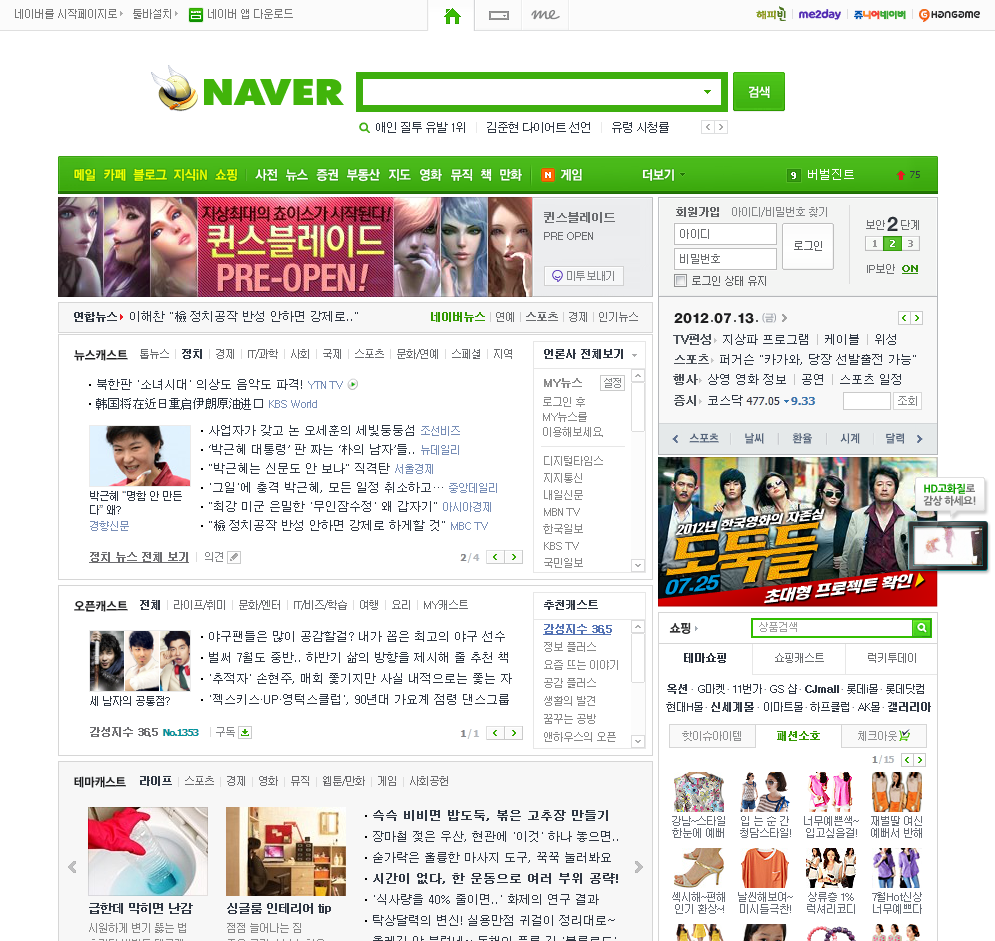 네이버를 시작페이지로 툴바설치 네이버 앱 다운로드
me
해피빈 me2day 쥬니어네이버 HANGAME
NAVER
검색
애인 질투 유발 1위 김준현 다이어트 선언 유령 시청률
메일 카페 블로그 지식iN 쇼핑 사전 뉴스 증권 부동산 지도 영화 뮤직 책 만화 N 게임 더보기 9 버벌진트 75
지상최대의 쇼이스가 시작된다!
퀸스블레이드
PRE-OPEN!
퀸스블레이드
PRE OPEN
미투보내기
회원가입 아이디/비밀번호 찾기
아이디
비밀번호
로그인
로그인 상태 유지
보안 2 단계
1 2 3
IP보안 ON
연합뉴스 이해찬 "檢 정치공작 반성 안하면 강제로.."
네이버뉴스 연예 스포츠 경제 인기뉴스
뉴스캐스트 톱뉴스 정치 경제 IT/과학 사회 국제 스포츠 문화/연예 스페셜 지역
· 북한판 '소녀시대' 의상도 음악도 파격! YTN TV
· 韩国将在近日重启伊朗原油进口 KBS World
박근혜 "명함 안 만든다" 왜?
경향신문
· 사업자가 갖고 논 오세훈의 세빛둥둥섬 조선비즈
· '박근혜 대통령' 판 짜는 '朴의 남자'들.. 뉴데일리
· "박근혜는 신문도 안 보나" 직격탄 서울경제
· '그일'에 충격 박근혜, 모든 일정 취소하고… 중앙데일리
· "최강 미군 은밀한 '무인잠수정' 왜 갑자기" 아시아경제
· "檢 정치공작 반성 안하면 강제로 하게할 것" MBC TV
정치 뉴스 전체 보기 의견 2/4
언론사 전체보기
MY뉴스 설정
로그인 후
MY뉴스를
이용해보세요.
디지털타임스
지지통신
내일신문
MBN TV
한국일보
KBS TV
국민일보
2012.07.13. (금)
TV편성 지상파 프로그램 케이블 위성
스포츠 퍼거슨 "카가와, 당장 선발출전 가능"
행사 상영 영화 정보 공연 스포츠 일정
증시 코스닥 477.05 9.33 조회
스포츠 날씨 환율 시계 달력
2012년 한국영화의 자존심
도둑들
07.25
초대형 프로젝트 확인
HD고화질로
감상 하세요!
오픈캐스트 전체 라이프/취미 문화/엔터 IT/비즈/학습 여행 요리 MY캐스트
세 남자의 공통점?
· 야구팬들은 많이 공감할걸? 내가 꼽은 최고의 야구 선수
· 벌써 7월도 중반.. 하반기 삶의 방향을 제시해 줄 추천 책
· '추적자' 손현주, 매회 쫓기지만 사실 내적으로는 쫓는 자
· '젝스키스·UP·영턱스클럽', 90년대 가요계 점령 댄스그룹
감성지수 36.5 No.1353 구독 1/1
추천캐스트
감성지수 36.5
정보 플러스
요즘 뜨는 이야기
공감 플러스
생활의 발견
꿈꾸는 공방
앤하우스의 오픈
쇼핑 상품검색
테마쇼핑 쇼핑캐스트 럭키투데이
옥션 · G마켓 · 11번가 · GS 샵 · CJmall · 롯데i몰 · 롯데닷컴
현대H몰 · 신세계몰 · 이마트몰 · 하프클럽 · AK몰 · 갤러리아
핫이슈아이템 패션소호 체크아웃
1/15
강남~스타일 한눈에 예뻐
입 는 순 간 청담스타일!
너무예쁜색~ 입고싶을걸!
재벌딸 여신 예뻐서 반해
섹시해~편해 인기 환상~!
날씬해보여~ 미시들극찬!
상류층 1% 럭셔리코디
7월Hot신상 너무예쁘다
테마캐스트 라이프 스포츠 경제 영화 뮤직 웹툰/만화 게임 사회공헌
급한데 막히면 난감
시원하게 변기 뚫는 법
싱글룸 인테리어 tip
점점 늘어나는 짐
· 슥슥 비비면 밥도둑, 볶은 고추장 만들기
· 장마철 젖은 우산, 현관에 '이것' 하나 놓으면..
· 숟가락은 훌륭한 마사지 도구, 꾹꾹 눌러봐요
· 시간이 없다, 한 운동으로 여러 부위 공략!
· '식사량을 40% 줄이면..' 화제의 연구 결과
· 탁상달력의 변신! 실용만점 귀걸이 정리대로~